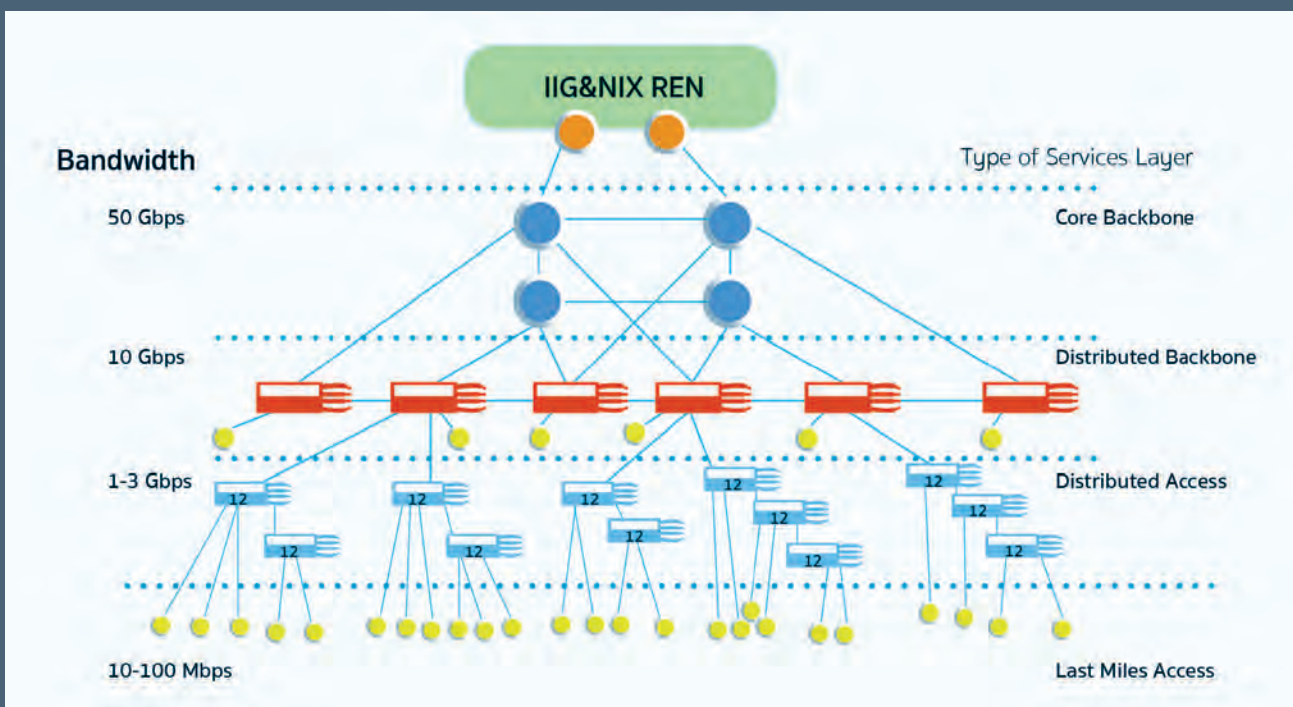 IIG&NIX REN
Bandwidth
Type of Services Layer
50 Gbps
Core Backbone
10 Gbps
Distributed Backbone
1-3 Gbps
Distributed Access
12
12
12
12
12
12
12
12
12
12
12
12
10-100 Mbps
Last Miles Access